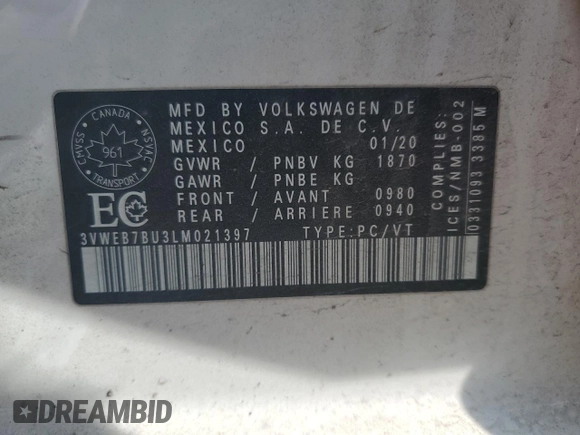 MFD BY VOLKSWAGEN DE
MEXICO S.A. DE C.V.
MEXICO 01/20
GVWR / PNBV KG 1870
GAWR / PNBE KG
FRONT / AVANT 0980
REAR / ARRIERE 0940
3VWEB7BU3LM021397 TYPE:PC/VT
CANADA
CMVSS NSVAC
961
TRANSPORT
EC
COMPLIES:
ICES/NMB-002
0331093 3385 M
DREAMBID